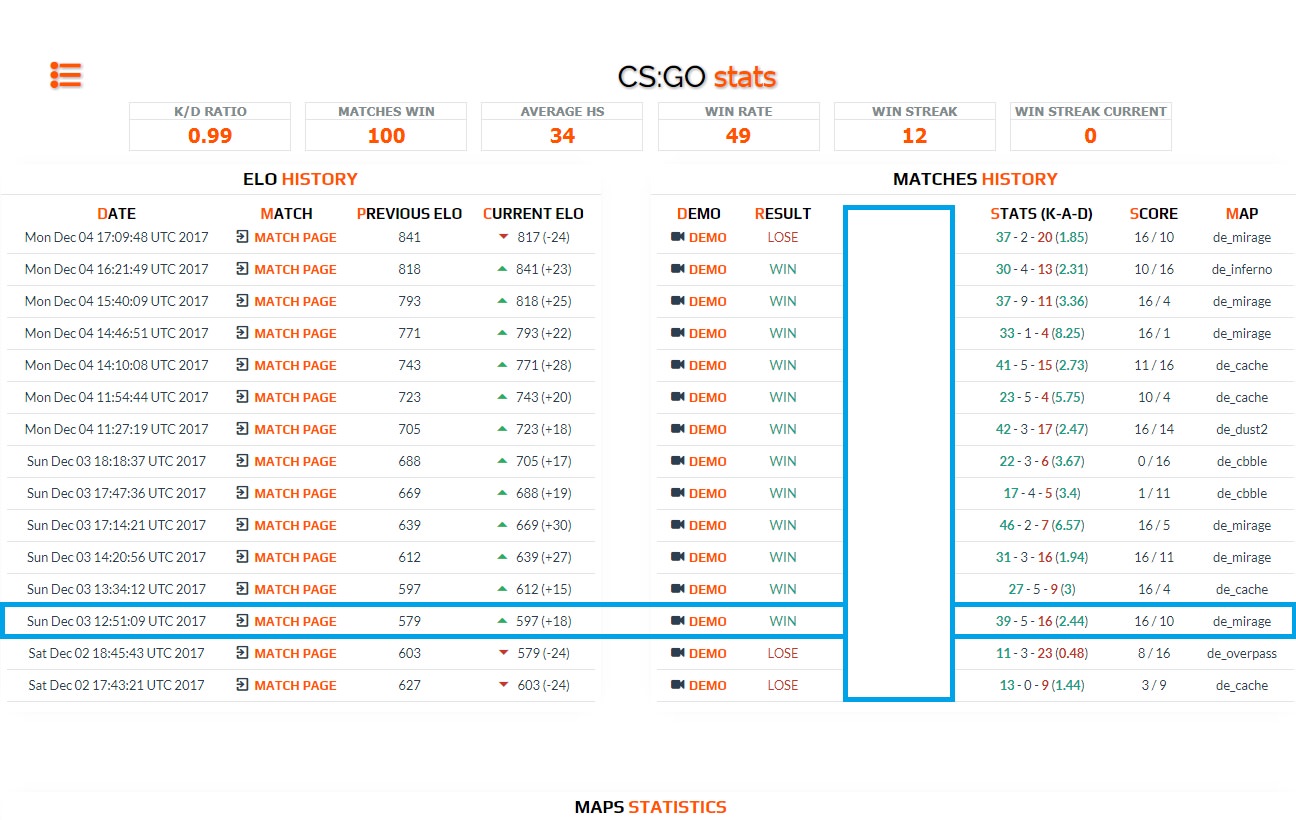 CS:GO stats
K/D RATIO MATCHES WIN AVERAGE HS WIN RATE WIN STREAK WIN STREAK CURRENT
0.99 100 34 49 12 0
ELO HISTORY MATCHES HISTORY
DATE MATCH PREVIOUS ELO CURRENT ELO DEMO RESULT STATS (K-A-D) SCORE MAP
Mon Dec 04 17:09:48 UTC 2017 MATCH PAGE 841 817 (-24) DEMO LOSE 37 - 2 - 20 (1.85) 16 / 10 de_mirage
Mon Dec 04 16:21:49 UTC 2017 MATCH PAGE 818 841 (+23) DEMO WIN 30 - 4 - 13 (2.31) 10 / 16 de_inferno
Mon Dec 04 15:40:09 UTC 2017 MATCH PAGE 793 818 (+25) DEMO WIN 37 - 9 - 11 (3.36) 16 / 4 de_mirage
Mon Dec 04 14:46:51 UTC 2017 MATCH PAGE 771 793 (+22) DEMO WIN 33 - 1 - 4 (8.25) 16 / 1 de_mirage
Mon Dec 04 14:10:08 UTC 2017 MATCH PAGE 743 771 (+28) DEMO WIN 41 - 5 - 15 (2.73) 11 / 16 de_cache
Mon Dec 04 11:54:44 UTC 2017 MATCH PAGE 723 743 (+20) DEMO WIN 23 - 5 - 4 (5.75) 10 / 4 de_cache
Mon Dec 04 11:27:19 UTC 2017 MATCH PAGE 705 723 (+18) DEMO WIN 42 - 3 - 17 (2.47) 16 / 14 de_dust2
Sun Dec 03 18:18:37 UTC 2017 MATCH PAGE 688 705 (+17) DEMO WIN 22 - 3 - 6 (3.67) 0 / 16 de_cbble
Sun Dec 03 17:47:36 UTC 2017 MATCH PAGE 669 688 (+19) DEMO WIN 17 - 4 - 5 (3.4) 1 / 11 de_cbble
Sun Dec 03 17:14:21 UTC 2017 MATCH PAGE 639 669 (+30) DEMO WIN 46 - 2 - 7 (6.57) 16 / 5 de_mirage
Sun Dec 03 14:20:56 UTC 2017 MATCH PAGE 612 639 (+27) DEMO WIN 31 - 3 - 16 (1.94) 16 / 11 de_mirage
Sun Dec 03 13:34:12 UTC 2017 MATCH PAGE 597 612 (+15) DEMO WIN 27 - 5 - 9 (3) 16 / 4 de_cache
Sun Dec 03 12:51:09 UTC 2017 MATCH PAGE 579 597 (+18) DEMO WIN 39 - 5 - 16 (2.44) 16 / 10 de_mirage
Sat Dec 02 18:45:43 UTC 2017 MATCH PAGE 603 579 (-24) DEMO LOSE 11 - 3 - 23 (0.48) 8 / 16 de_overpass
Sat Dec 02 17:43:21 UTC 2017 MATCH PAGE 627 603 (-24) DEMO LOSE 13 - 0 - 9 (1.44) 3 / 9 de_cache
MAPS STATISTICS